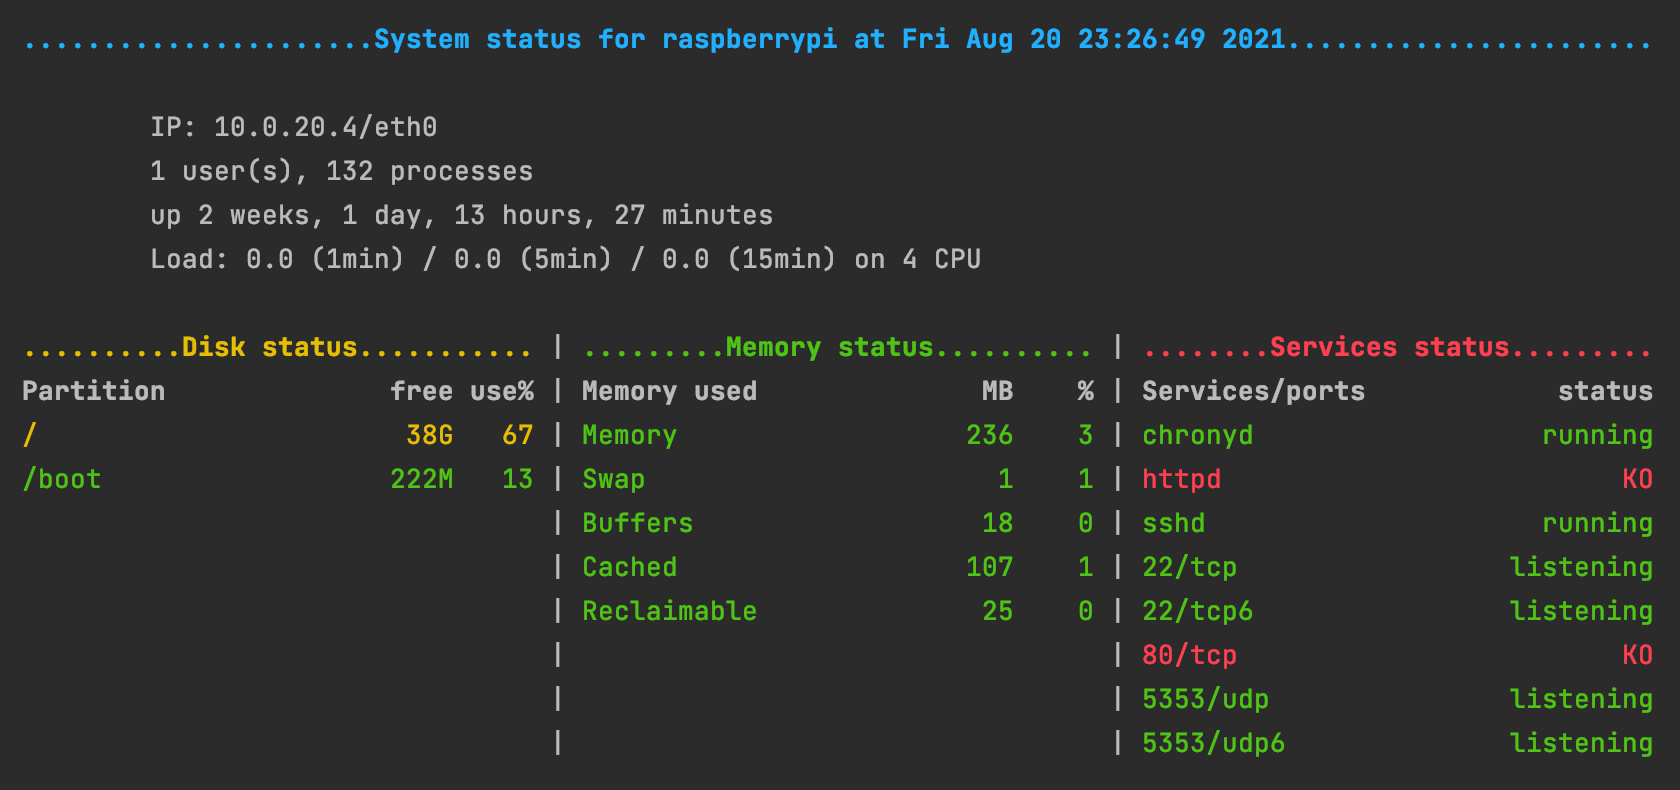 ......................System status for raspberrypi at Fri Aug 20 23:26:49 2021.......................
IP: 10.0.20.4/eth0
1 user(s), 132 processes
up 2 weeks, 1 day, 13 hours, 27 minutes
Load: 0.0 (1min) / 0.0 (5min) / 0.0 (15min) on 4 CPU
..........Disk status........... | .........Memory status.......... | ........Services status.........
Partition              free use% | Memory used              MB    % | Services/ports            status
/                       38G   67 | Memory                  236    3 | chronyd                  running
/boot                  222M   13 | Swap                      1    1 | httpd                         KO
                                 | Buffers                  18    0 | sshd                     running
                                 | Cached                  107    1 | 22/tcp                 listening
                                 | Reclaimable              25    0 | 22/tcp6                listening
                                 |                                  | 80/tcp                        KO
                                 |                                  | 5353/udp               listening
                                 |                                  | 5353/udp6              listening